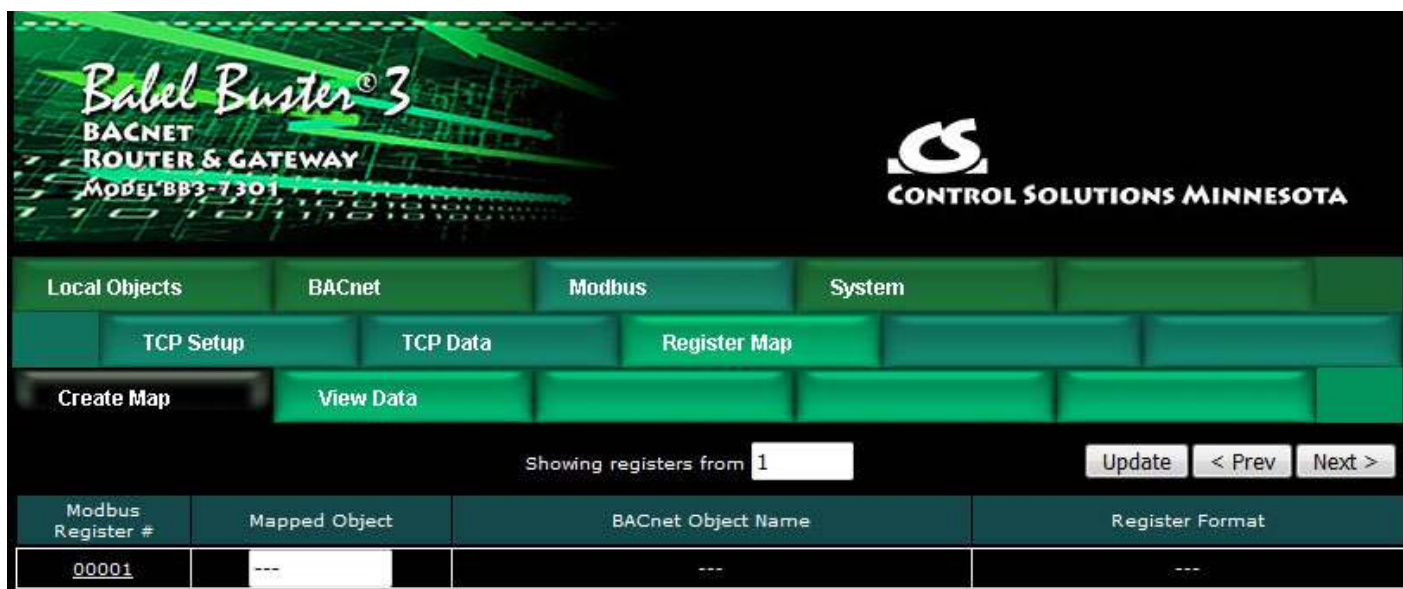 Babel Buster® 3
BACNET
ROUTER & GATEWAY
MODEL BB3-7301
CS
CONTROL SOLUTIONS MINNESOTA
Local Objects BACnet Modbus System
TCP Setup TCP Data Register Map
Create Map View Data
Showing registers from 1 Update < Prev Next >
Modbus Register # Mapped Object BACnet Object Name Register Format
00001 --- --- ---